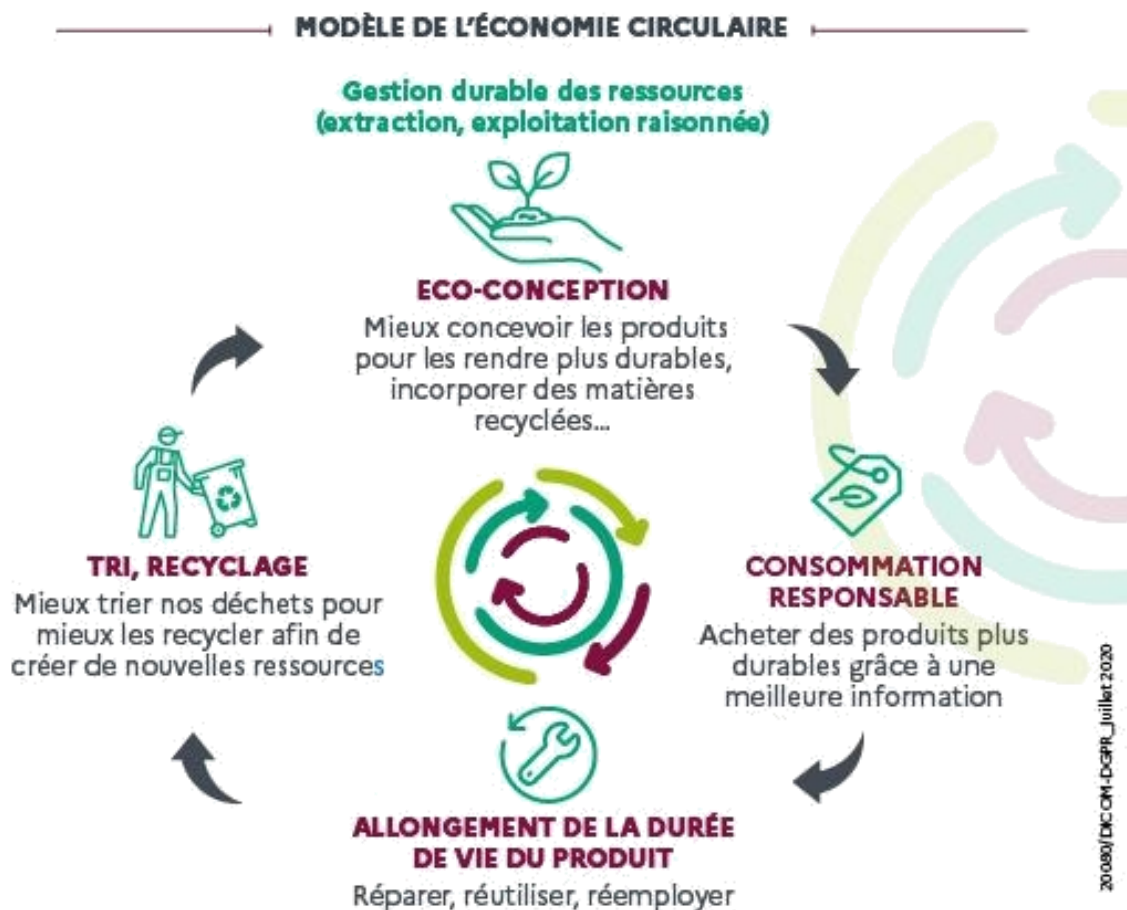 MODÈLE DE L'ÉCONOMIE CIRCULAIRE
Gestion durable des ressources
(extraction, exploitation raisonnée)
ECO-CONCEPTION
Mieux concevoir les produits
pour les rendre plus durables,
incorporer des matières
recyclées...
CONSOMMATION
RESPONSABLE
Acheter des produits plus
durables grâce à une
meilleure information
ALLONGEMENT DE LA DURÉE
DE VIE DU PRODUIT
Réparer, réutiliser, réemployer
TRI, RECYCLAGE
Mieux trier nos déchets pour
mieux les recycler afin de
créer de nouvelles ressources
20080/DICOM-DGPR_Juillet 2020